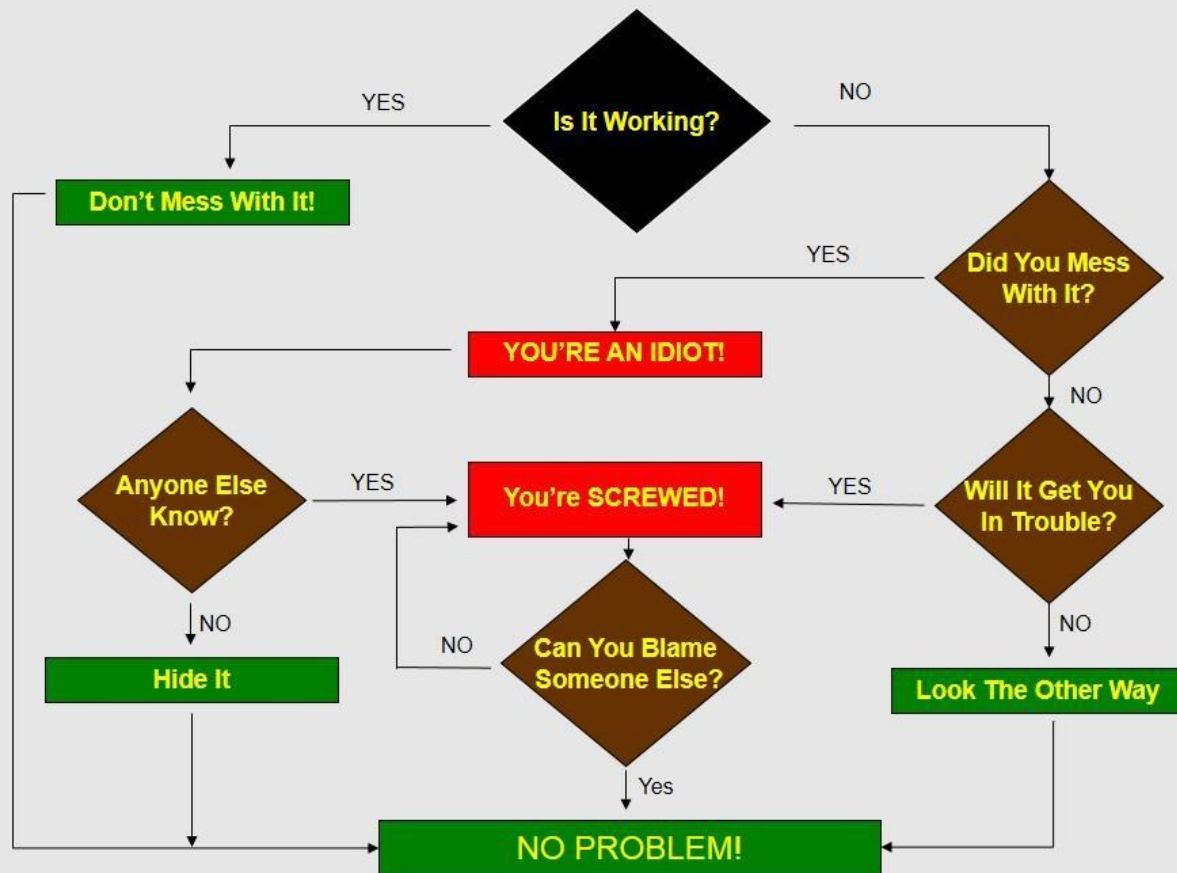 Is It Working?
YES
NO
Don't Mess With It!
Did You Mess
With It?
YES
YOU'RE AN IDIOT!
NO
Anyone Else
Know?
YES
You're SCREWED!
YES
Will It Get You
In Trouble?
NO
NO
Can You Blame
Someone Else?
NO
Hide It
Look The Other Way
Yes
NO PROBLEM!